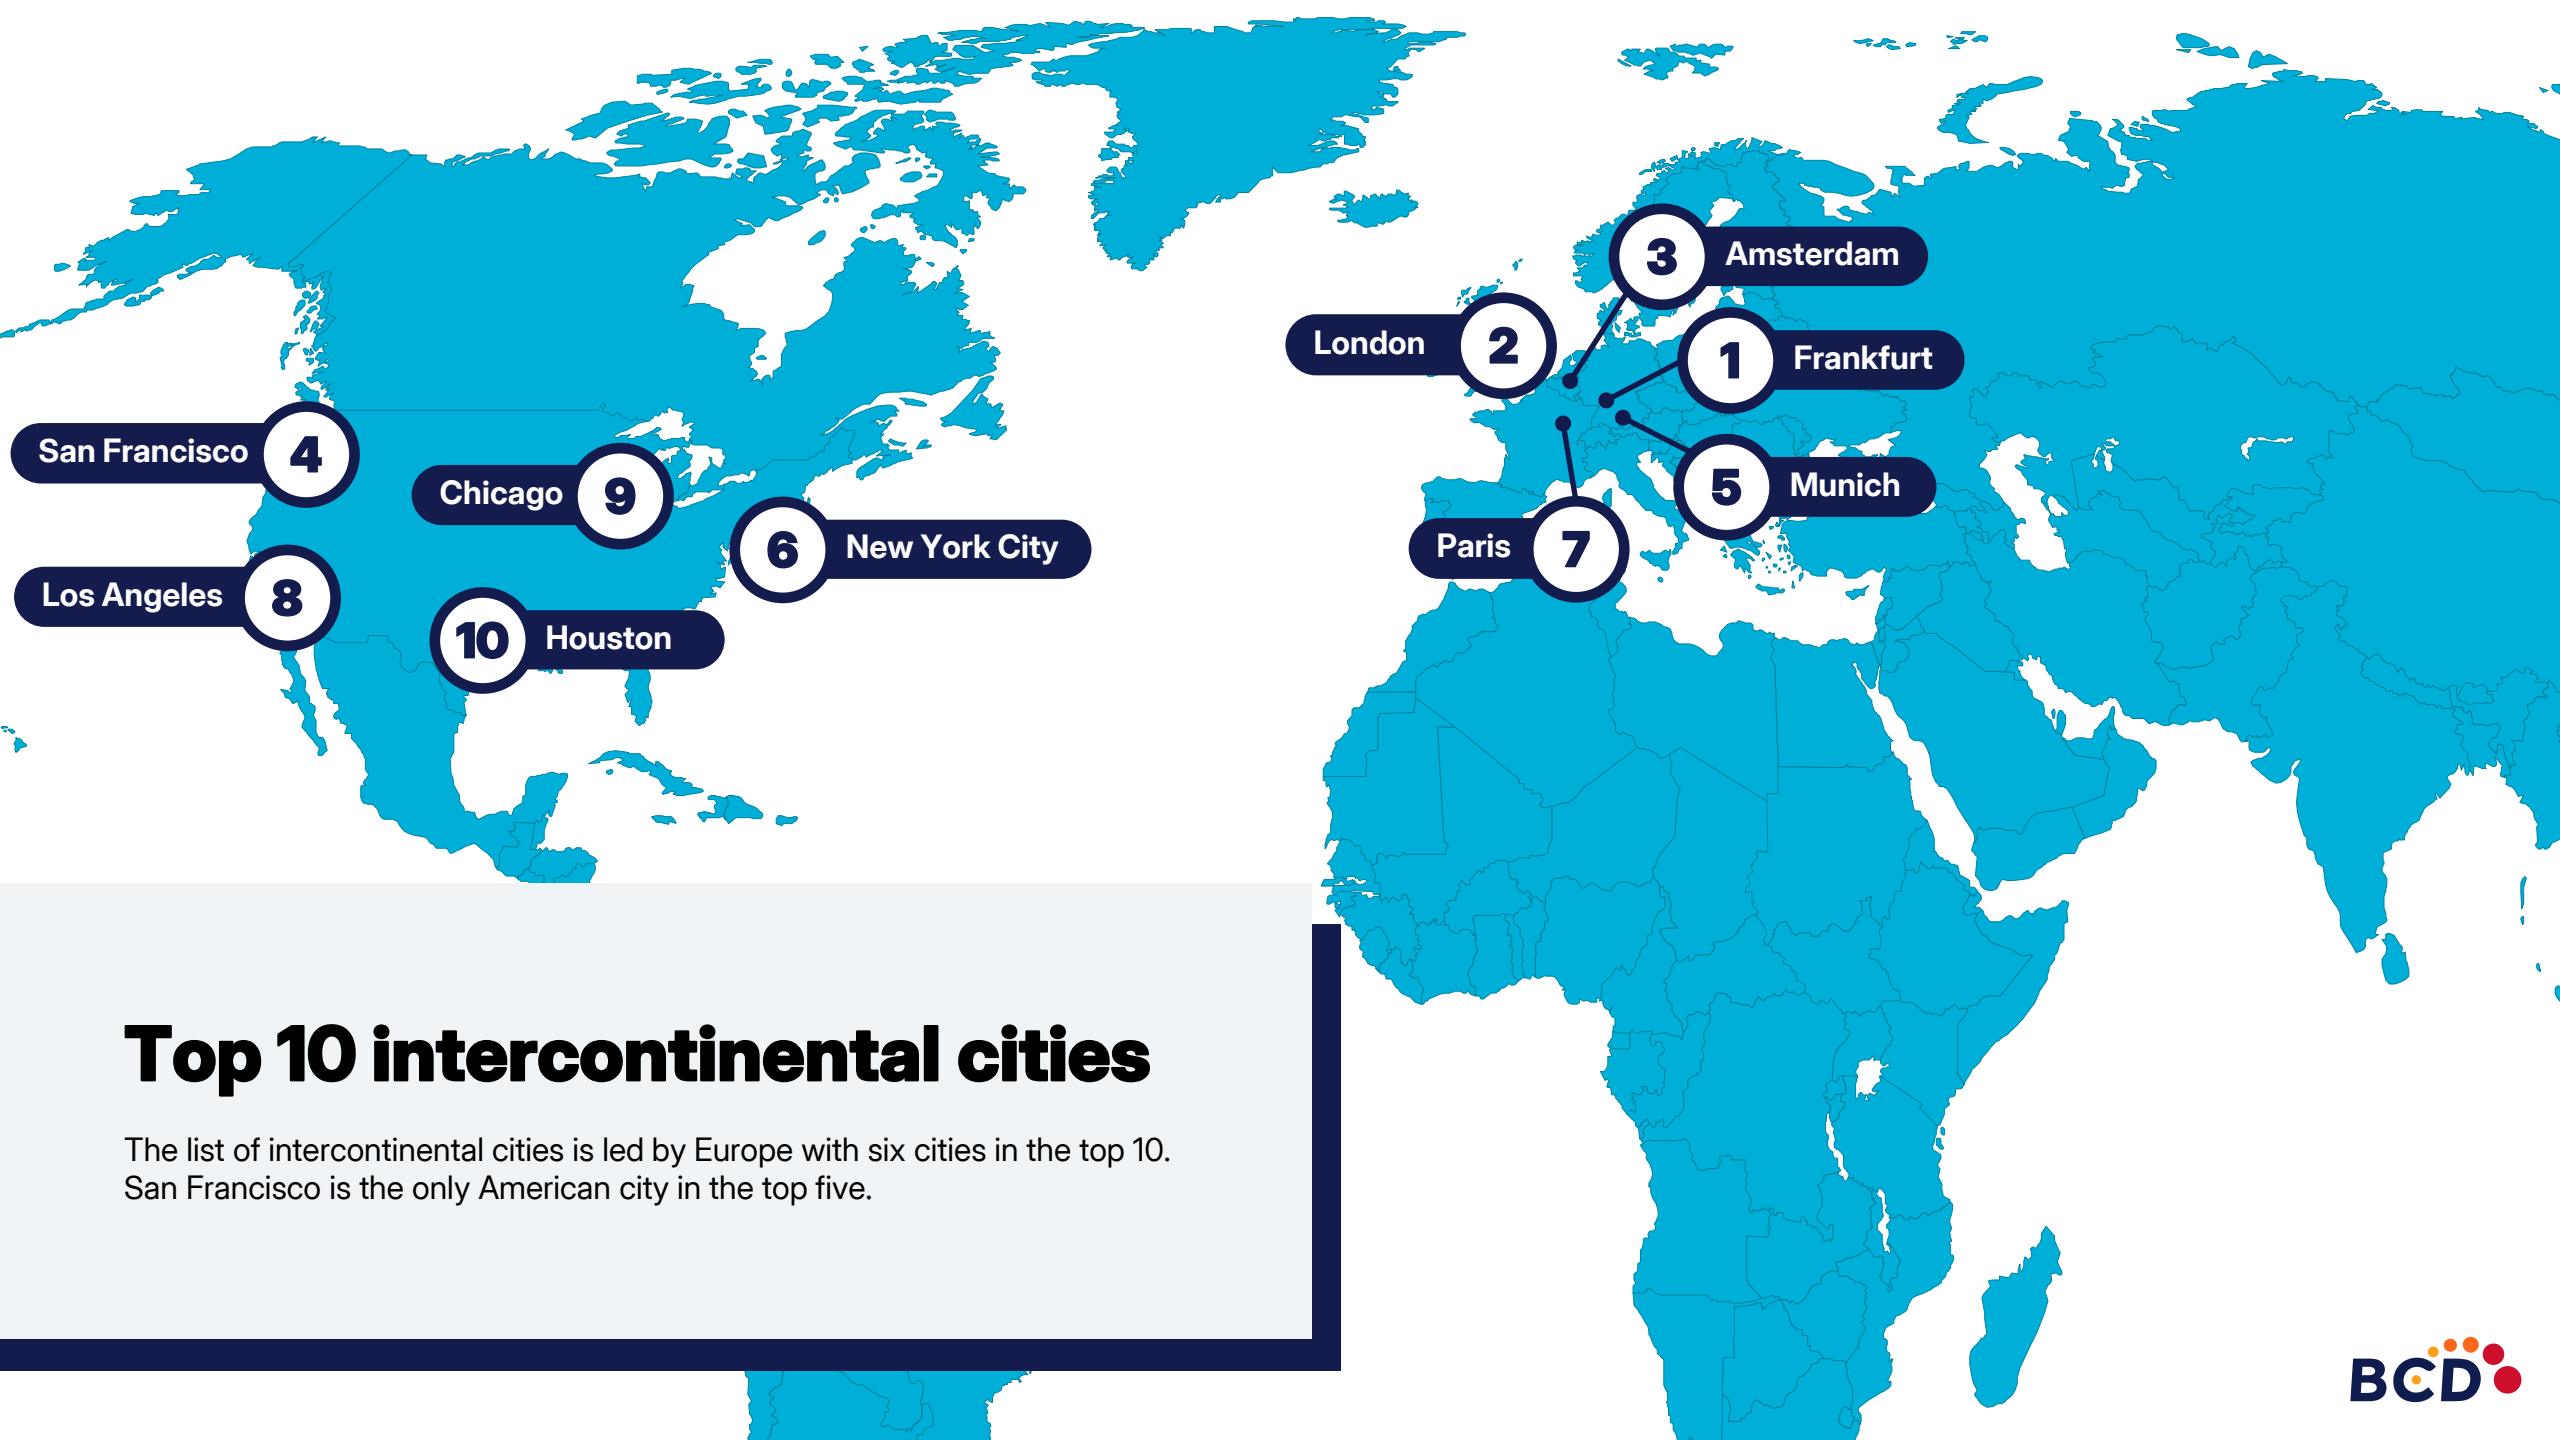 3 Amsterdam
London 2
1 Frankfurt
San Francisco 4
Chicago 9
5 Munich
6 New York City
Paris 7
Los Angeles 8
10 Houston
Top 10 intercontinental cities
The list of intercontinental cities is led by Europe with six cities in the top 10.
San Francisco is the only American city in the top five.
BCD